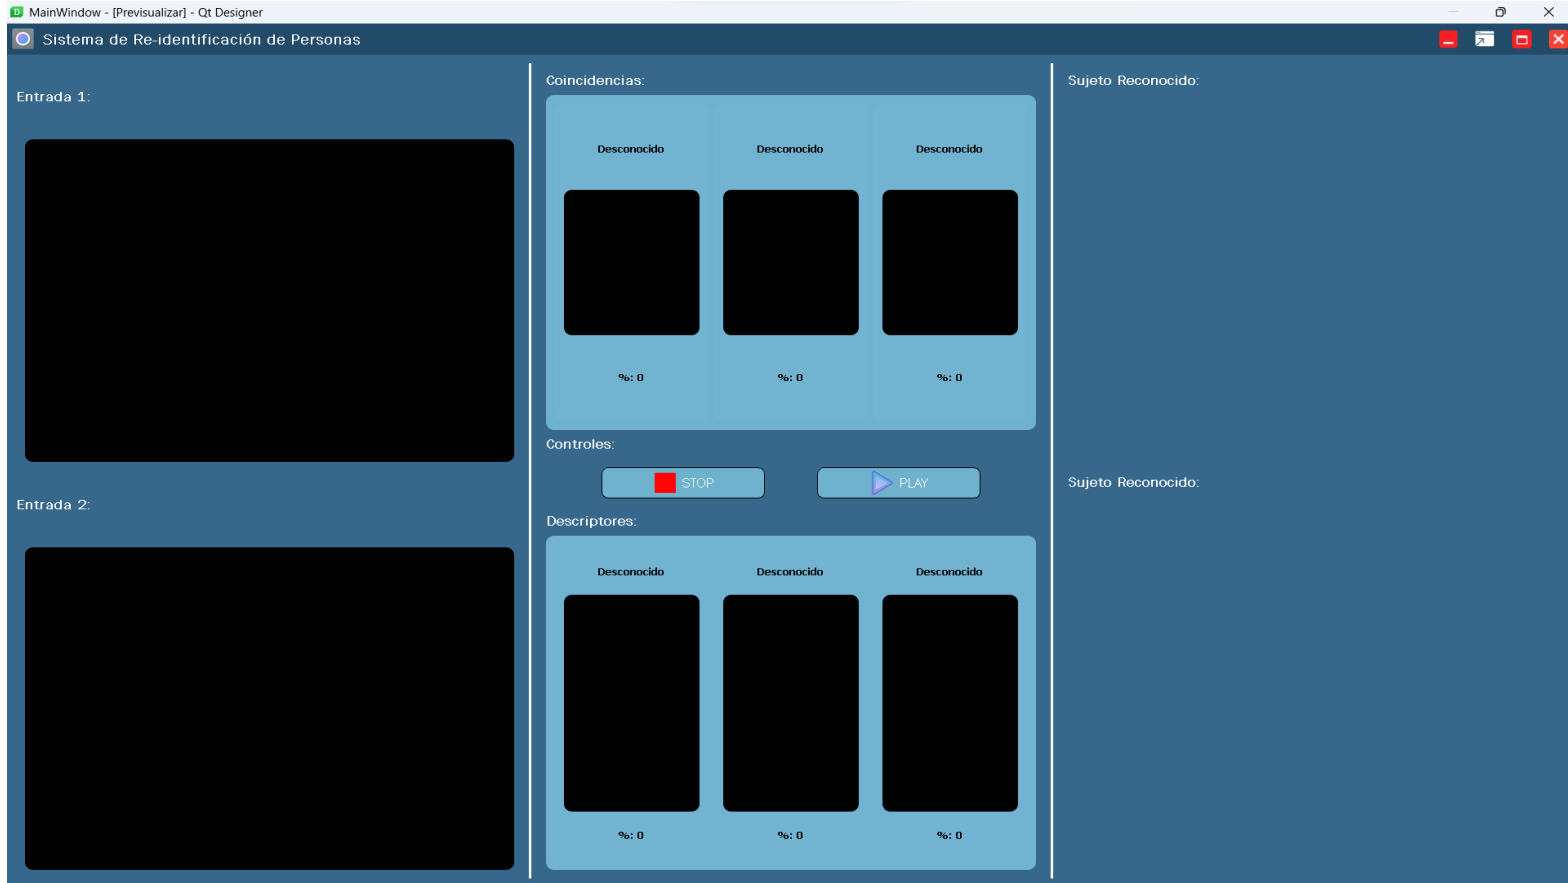 MainWindow - [Previsualizar] - Qt Designer
Sistema de Re-identificación de Personas
Entrada 1:
Entrada 2:
Coincidencias:
Desconocido Desconocido Desconocido
%: 0 %: 0 %: 0
Controles:
STOP PLAY
Descriptores:
Desconocido Desconocido Desconocido
%: 0 %: 0 %: 0
Sujeto Reconocido:
Sujeto Reconocido: